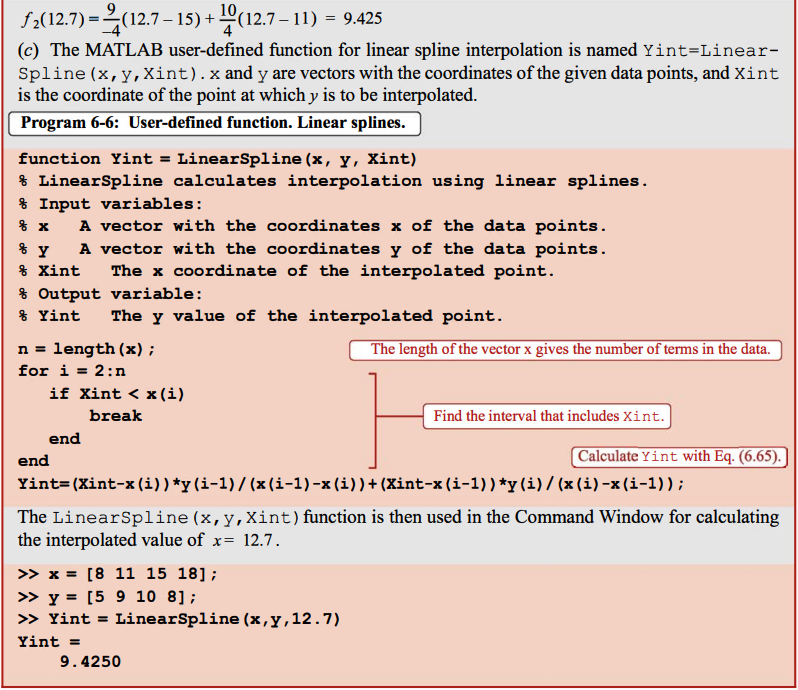 f₂(12.7) = 9/−4 (12.7 – 15) + 10/4 (12.7 – 11) = 9.425
(c) The MATLAB user-defined function for linear spline interpolation is named Yint=Linear-
Spline(x,y,Xint). x and y are vectors with the coordinates of the given data points, and Xint
is the coordinate of the point at which y is to be interpolated.
Program 6-6: User-defined function. Linear splines.
function Yint = LinearSpline(x, y, Xint)
% LinearSpline calculates interpolation using linear splines.
% Input variables:
% x   A vector with the coordinates x of the data points.
% y   A vector with the coordinates y of the data points.
% Xint   The x coordinate of the interpolated point.
% Output variable:
% Yint   The y value of the interpolated point.
n = length(x);
The length of the vector x gives the number of terms in the data.
for i = 2:n
if Xint < x(i)
break
Find the interval that includes Xint.
end
end
Calculate Yint with Eq. (6.65).
Yint=(Xint-x(i))*y(i-1)/(x(i-1)-x(i))+(Xint-x(i-1))*y(i)/(x(i)-x(i-1));
The LinearSpline(x,y,Xint) function is then used in the Command Window for calculating
the interpolated value of x= 12.7.
>> x = [8 11 15 18];
>> y = [5 9 10 8];
>> Yint = LinearSpline(x,y,12.7)
Yint =
9.4250